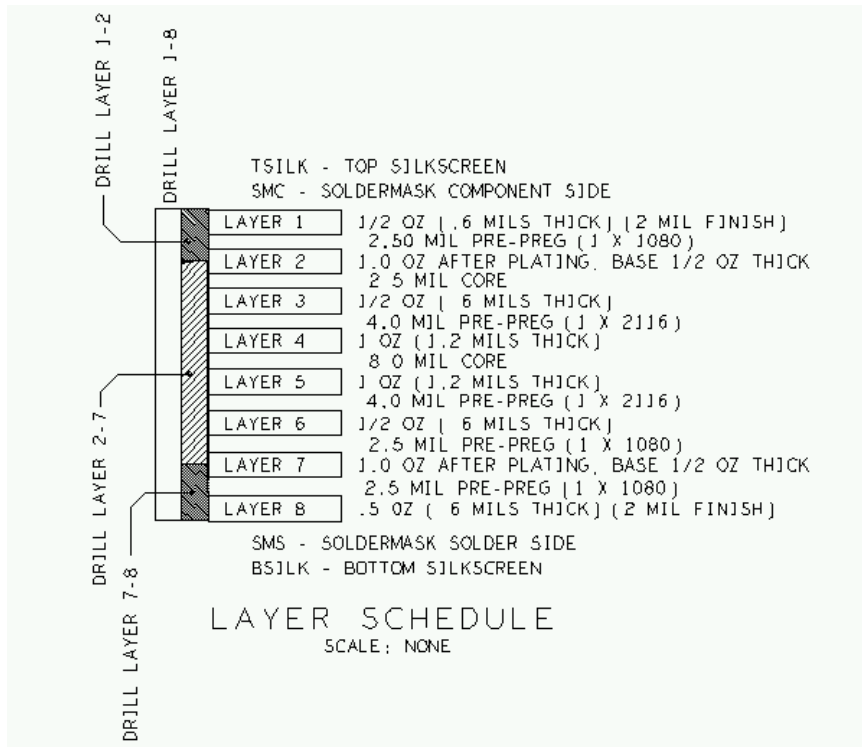 DRILL LAYER 1-2
DRILL LAYER 1-8
TSILK - TOP SILKSCREEN
SMC - SOLDERMASK COMPONENT SIDE
LAYER 1 1/2 OZ (.6 MILS THICK) (2 MIL FINISH)
2.50 MIL PRE-PREG (1 X 1080)
LAYER 2 1.0 OZ AFTER PLATING, BASE 1/2 OZ THICK
2 5 MIL CORE
LAYER 3 1/2 OZ ( 6 MILS THICK)
4.0 MIL PRE-PREG (1 X 2116)
LAYER 4 1 OZ (1.2 MILS THICK)
8 0 MIL CORE
LAYER 5 1 OZ (1.2 MILS THICK)
4.0 MIL PRE-PREG (1 X 2116)
LAYER 6 1/2 OZ ( 6 MILS THICK)
2.5 MIL PRE-PREG (1 X 1080)
LAYER 7 1.0 OZ AFTER PLATING, BASE 1/2 OZ THICK
2.5 MIL PRE-PREG (1 X 1080)
LAYER 8 .5 OZ ( 6 MILS THICK) (2 MIL FINISH)
DRILL LAYER 2-7
DRILL LAYER 7-8
SMS - SOLDERMASK SOLDER SIDE
BSILK - BOTTOM SILKSCREEN
LAYER SCHEDULE
SCALE: NONE